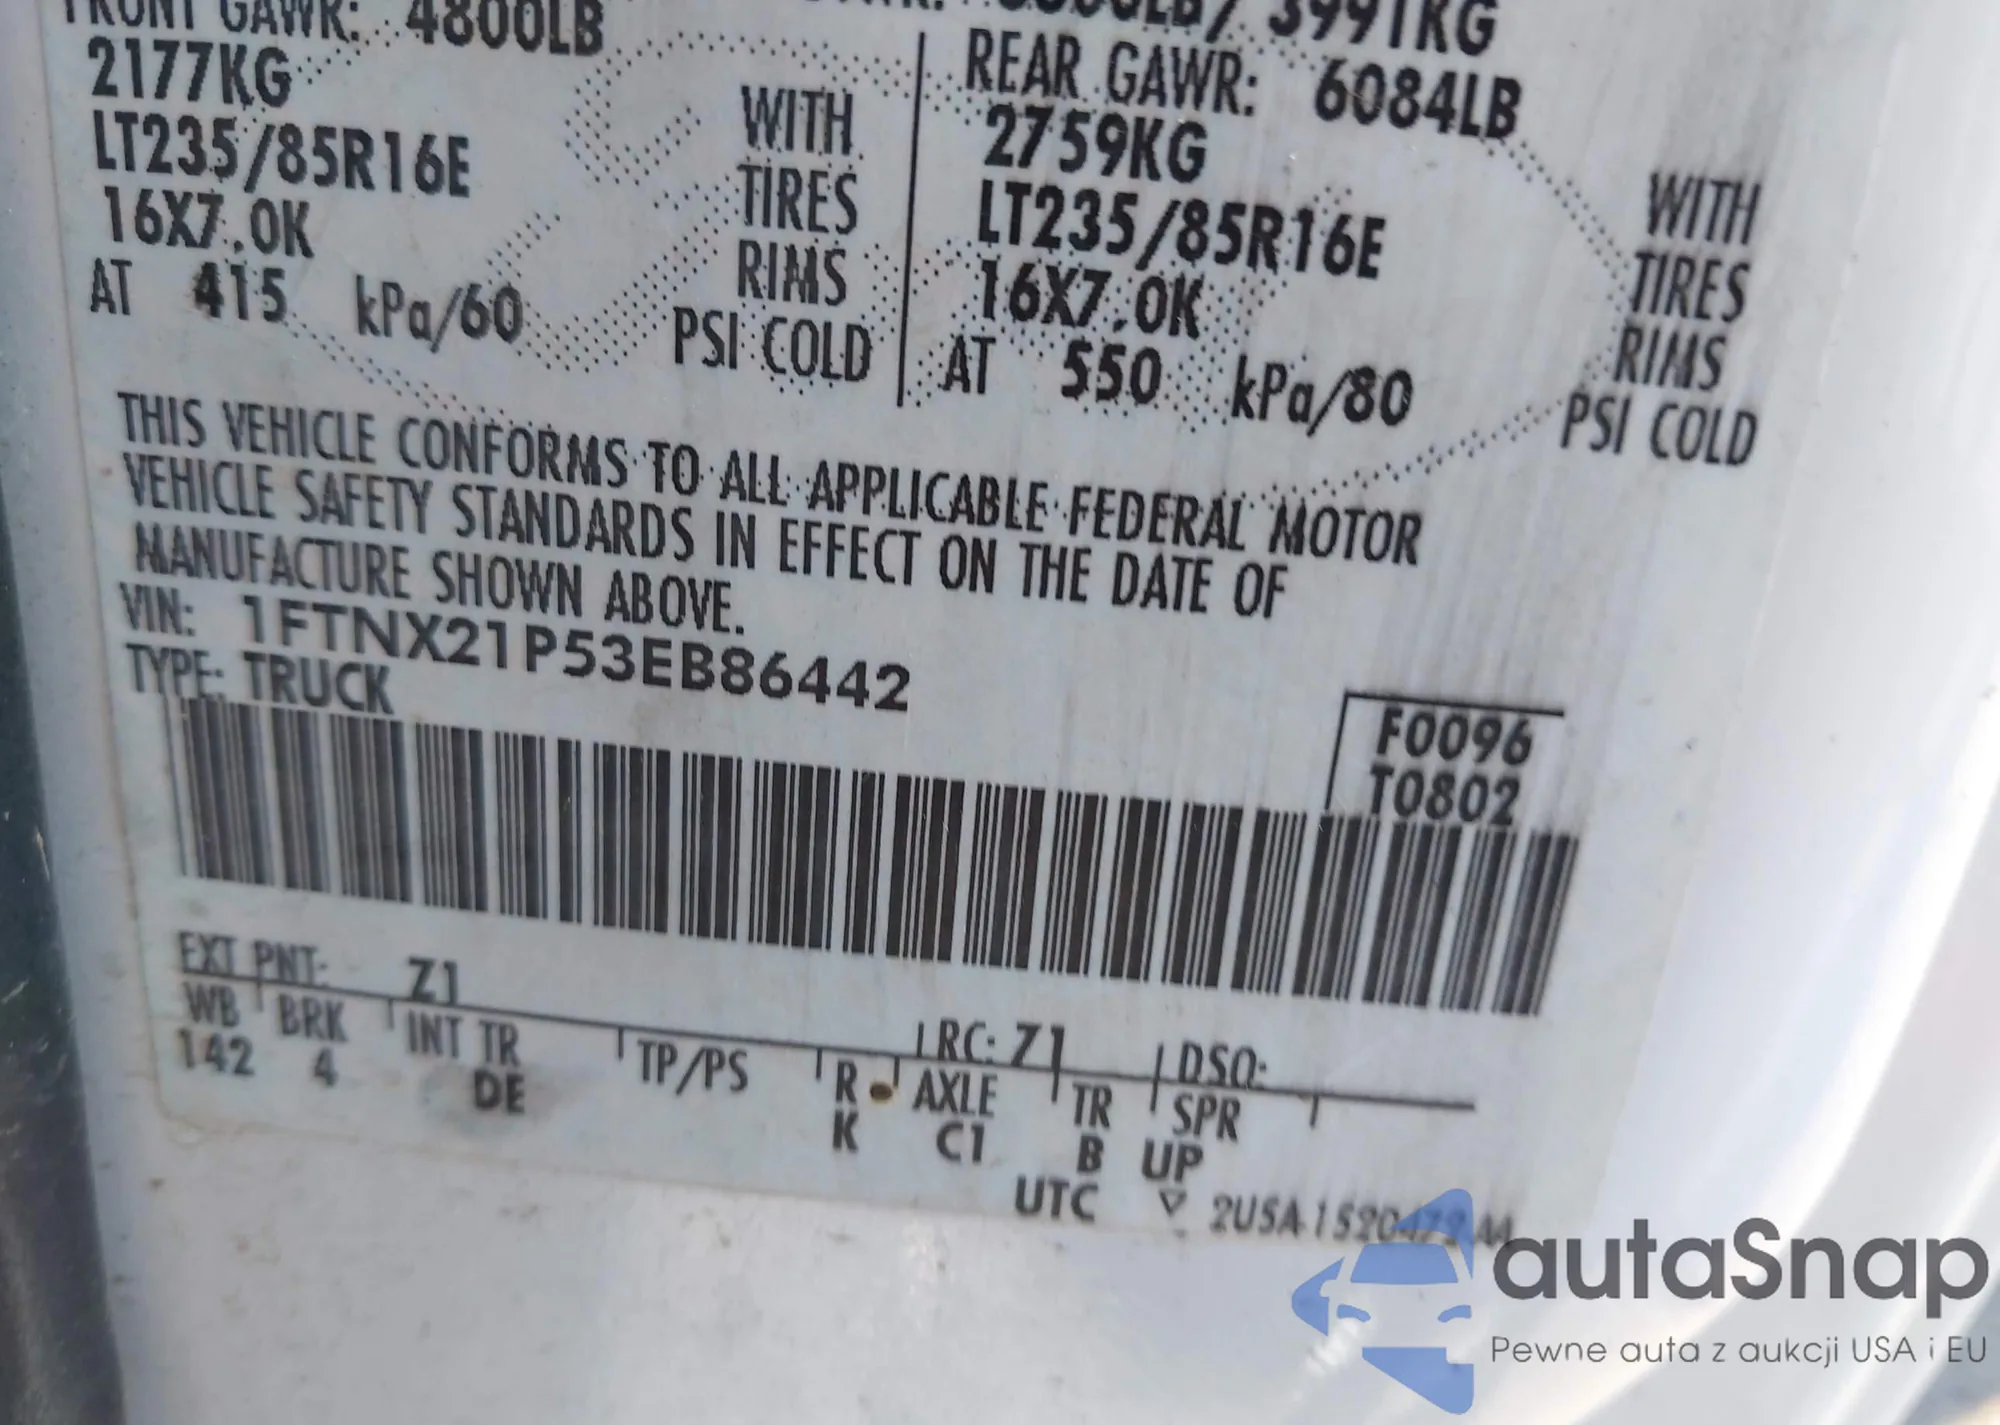 FRONT GAWR: 4800LB
2177KG WITH
LT235/85R16E TIRES
16X7.0K RIMS
AT 415 kPa/60 PSI COLD
3991KG
REAR GAWR: 6084LB
2759KG WITH
LT235/85R16E TIRES
16X7.0K RIMS
AT 550 kPa/80 PSI COLD
THIS VEHICLE CONFORMS TO ALL APPLICABLE FEDERAL MOTOR
VEHICLE SAFETY STANDARDS IN EFFECT ON THE DATE OF
MANUFACTURE SHOWN ABOVE.
VIN: 1FTNX21P53EB86442
TYPE: TRUCK
F0096
T0802
EXT PNT: Z1 RC: Z1 DSO:
WB BRK INT TR TP/PS R AXLE TR SPR
142 4 DE K C1 B UP
UTC
autaSnap
Pewne auta z aukcji USA i EU